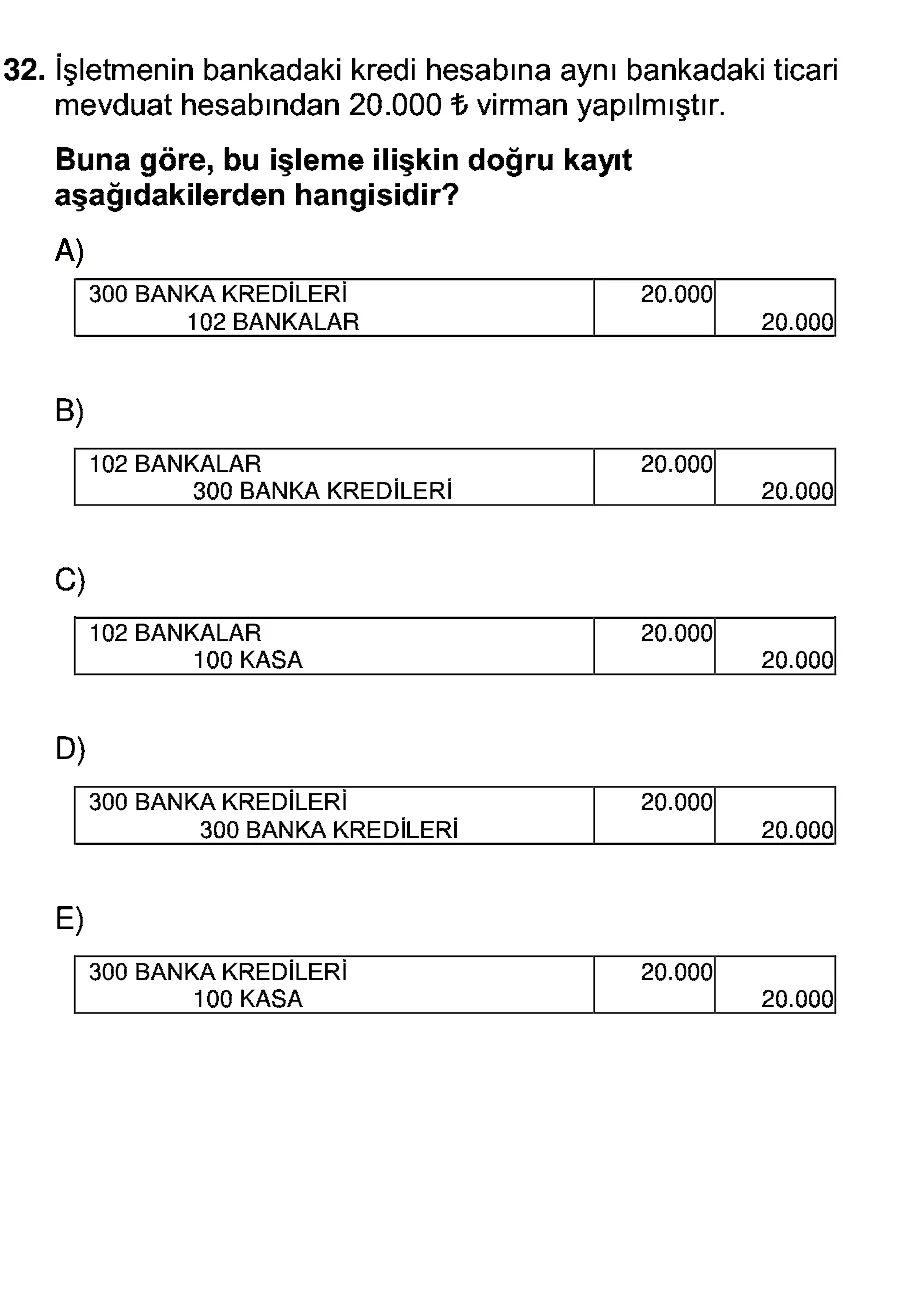 32. İşletmenin bankadaki kredi hesabına aynı bankadaki ticari
mevduat hesabından 20.000 ₺ virman yapılmıştır.
Buna göre, bu işleme ilişkin doğru kayıt
aşağıdakilerden hangisidir?
A)
300 BANKA KREDİLERİ 20.000
102 BANKALAR 20.000
B)
102 BANKALAR 20.000
300 BANKA KREDİLERİ 20.000
C)
102 BANKALAR 20.000
100 KASA 20.000
D)
300 BANKA KREDİLERİ 20.000
300 BANKA KREDİLERİ 20.000
E)
300 BANKA KREDİLERİ 20.000
100 KASA 20.000